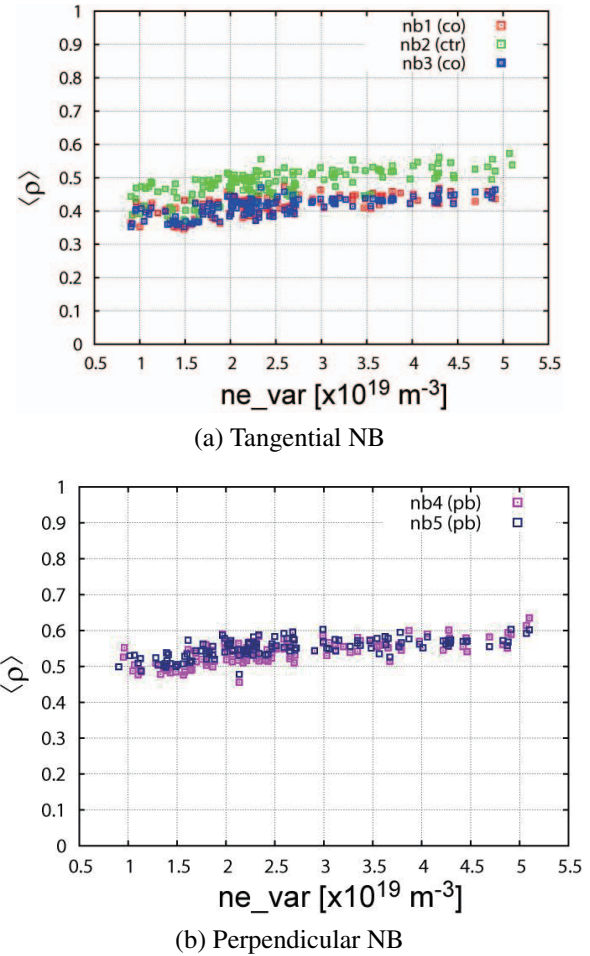 1
0.9
0.8
0.7
0.6
0.5
0.4
0.3
0.2
0.1
0
⟨ρ⟩
nb1 (co)
nb2 (ctr)
nb3 (co)
0.5 1 1.5 2 2.5 3 3.5 4 4.5 5 5.5
ne_var [x10¹⁹ m⁻³]
(a) Tangential NB
1
0.9
0.8
0.7
0.6
0.5
0.4
0.3
0.2
0.1
0
⟨ρ⟩
nb4 (pb)
nb5 (pb)
0.5 1 1.5 2 2.5 3 3.5 4 4.5 5 5.5
ne_var [x10¹⁹ m⁻³]
(b) Perpendicular NB